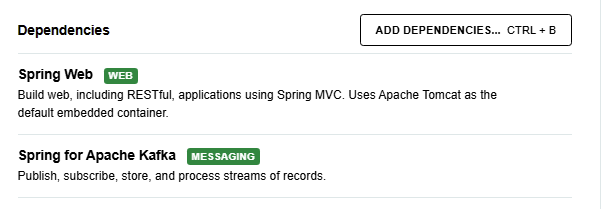 Dependencies
ADD DEPENDENCIES... CTRL + B
Spring Web WEB
Build web, including RESTful, applications using Spring MVC. Uses Apache Tomcat as the
default embedded container.
Spring for Apache Kafka MESSAGING
Publish, subscribe, store, and process streams of records.